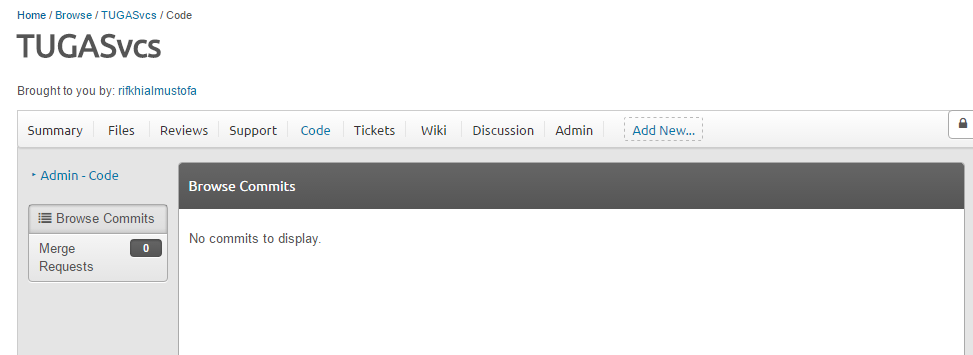 Home / Browse / TUGASvcs / Code
TUGASvcs
Brought to you by: rifkhialmustofa
Summary Files Reviews Support Code Tickets Wiki Discussion Admin Add New...
Admin - Code
Browse Commits
Merge Requests 0
Browse Commits
No commits to display.